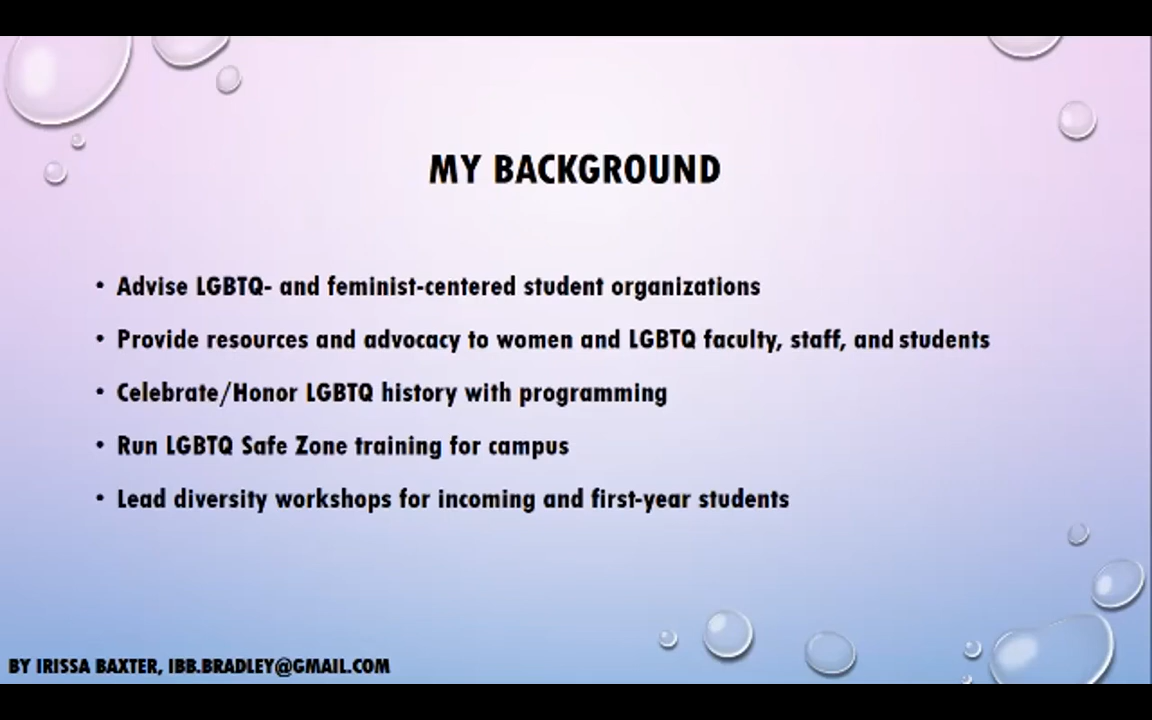 MY BACKGROUND
• Advise LGBTQ- and feminist-centered student organizations
• Provide resources and advocacy to women and LGBTQ faculty, staff, and students
• Celebrate/Honor LGBTQ history with programming
• Run LGBTQ Safe Zone training for campus
• Lead diversity workshops for incoming and first-year students
BY IRISSA BAXTER, IBB.BRADLEY@GMAIL.COM